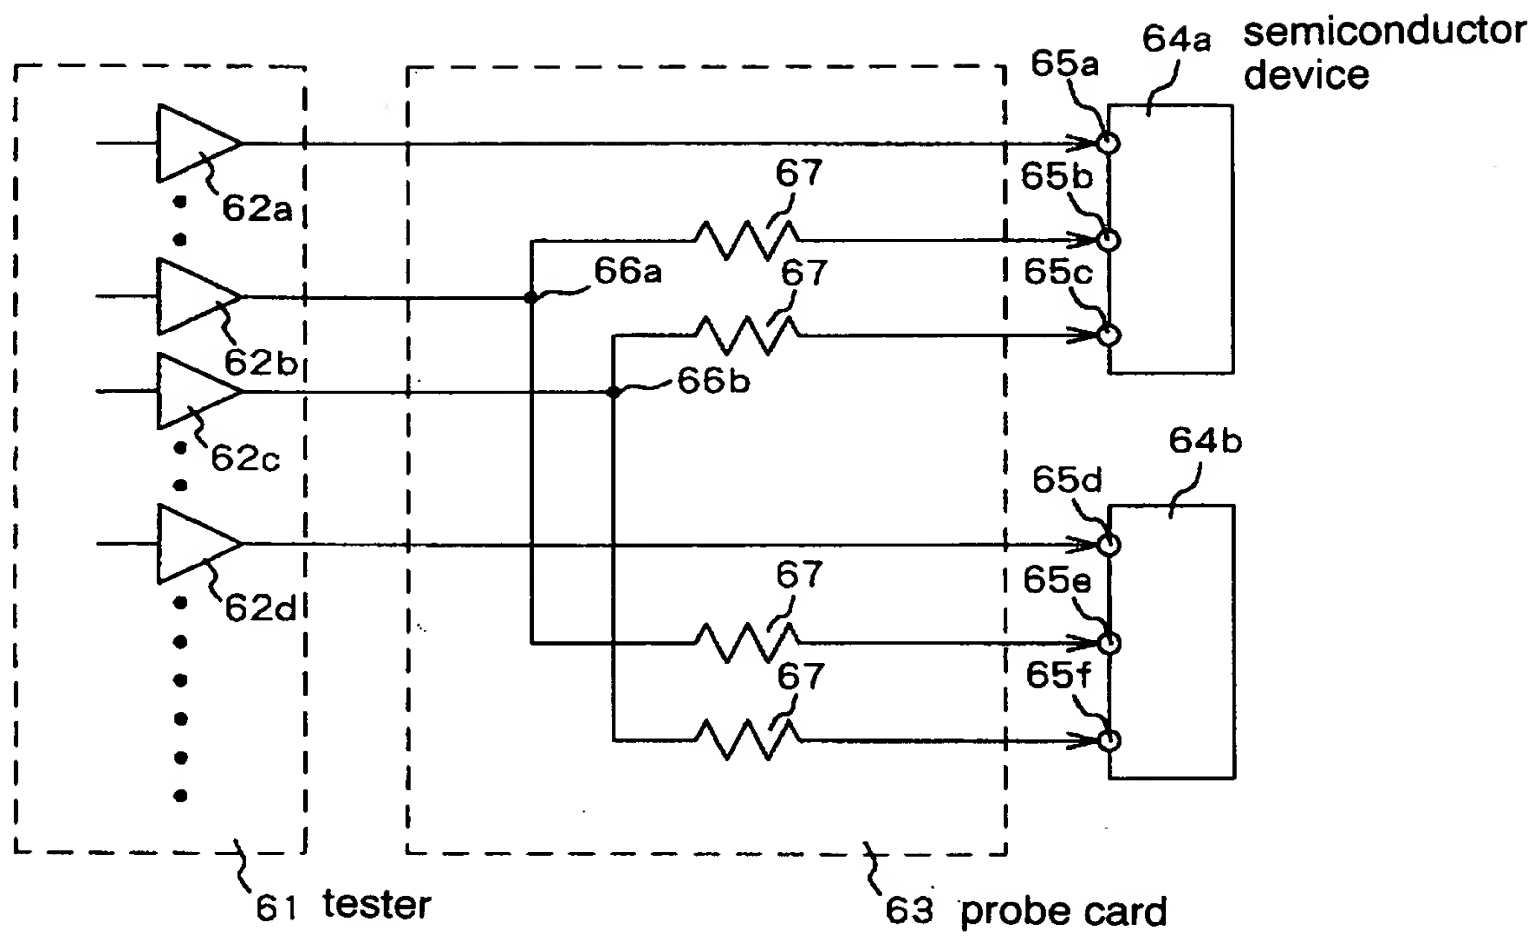 semiconductor
device
64a
65a
62a
67
65b
66a
67
65c
62b
66b
62c
64b
65d
62d
67
65e
67
65f
61 tester
63 probe card